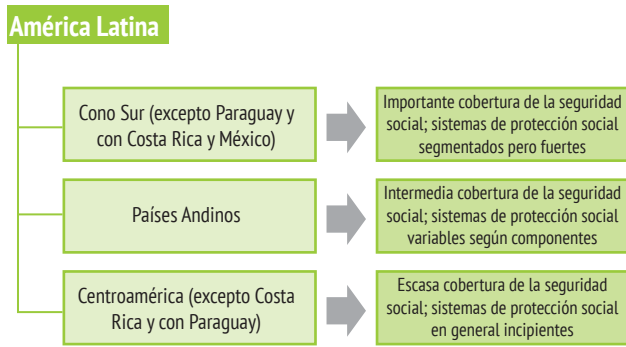 América Latina
Cono Sur (excepto Paraguay y
con Costa Rica y México)
Importante cobertura de la seguridad
social; sistemas de protección social
segmentados pero fuertes
Países Andinos
Intermedia cobertura de la seguridad
social; sistemas de protección social
variables según componentes
Centroamérica (excepto Costa
Rica y con Paraguay)
Escasa cobertura de la seguridad
social; sistemas de protección social
en general incipientes